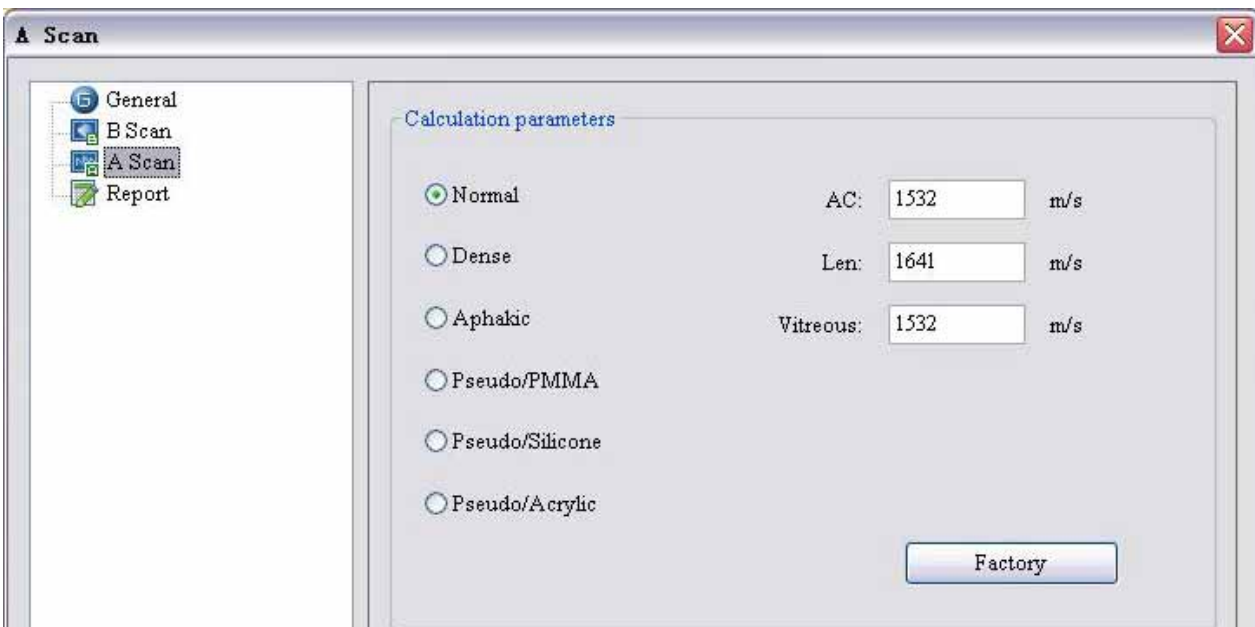 A Scan
General
B Scan
A Scan
Report
Calculation parameters
Normal
AC: 1532 m/s
Dense
Len: 1641 m/s
Aphakic
Vitreous: 1532 m/s
Pseudo/PMMA
Pseudo/Silicone
Pseudo/Acrylic
Factory